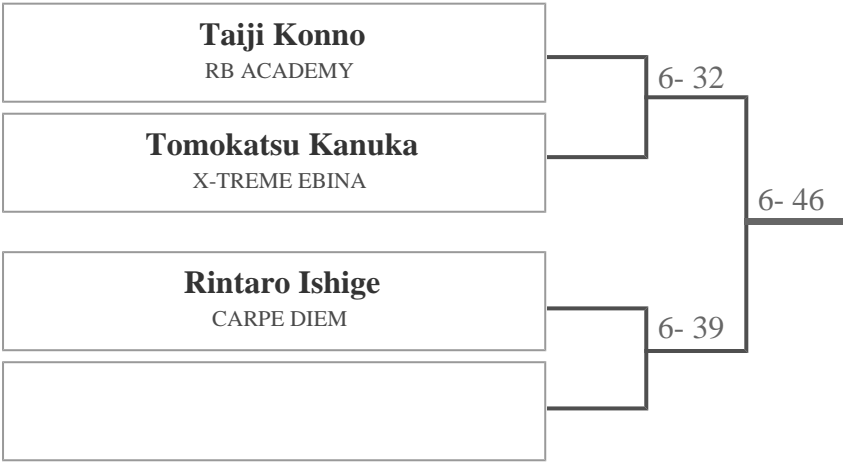 Taiji Konno
RB ACADEMY
6- 32
Tomokatsu Kanuka
X-TREME EBINA
6- 46
Rintaro Ishige
CARPE DIEM
6- 39